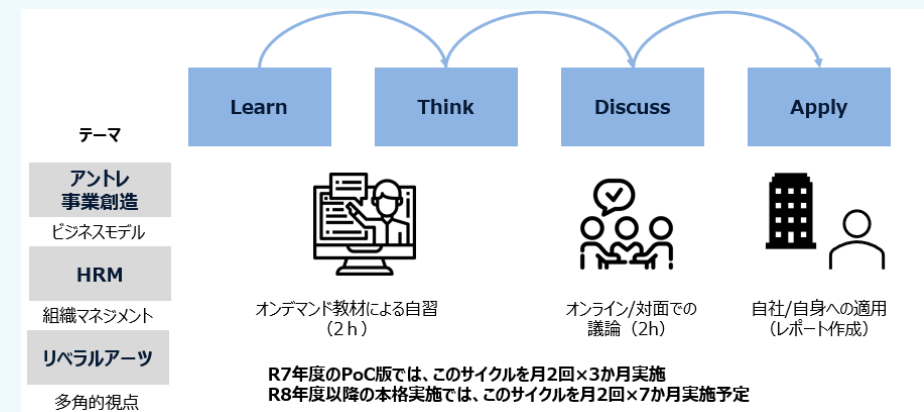 Learn
Think
Discuss
Apply
テーマ
アントレ
事業創造
ビジネスモデル
HRM
組織マネジメント
リベラルアーツ
多角的視点
オンデマンド教材による自習
（2ｈ）
オンライン/対面での
議論（2h）
自社/自身への適用
（レポート作成）
R7年度のPoC版では、このサイクルを月2回×3か月実施
R8年度以降の本格実施では、このサイクルを月2回×7か月実施予定